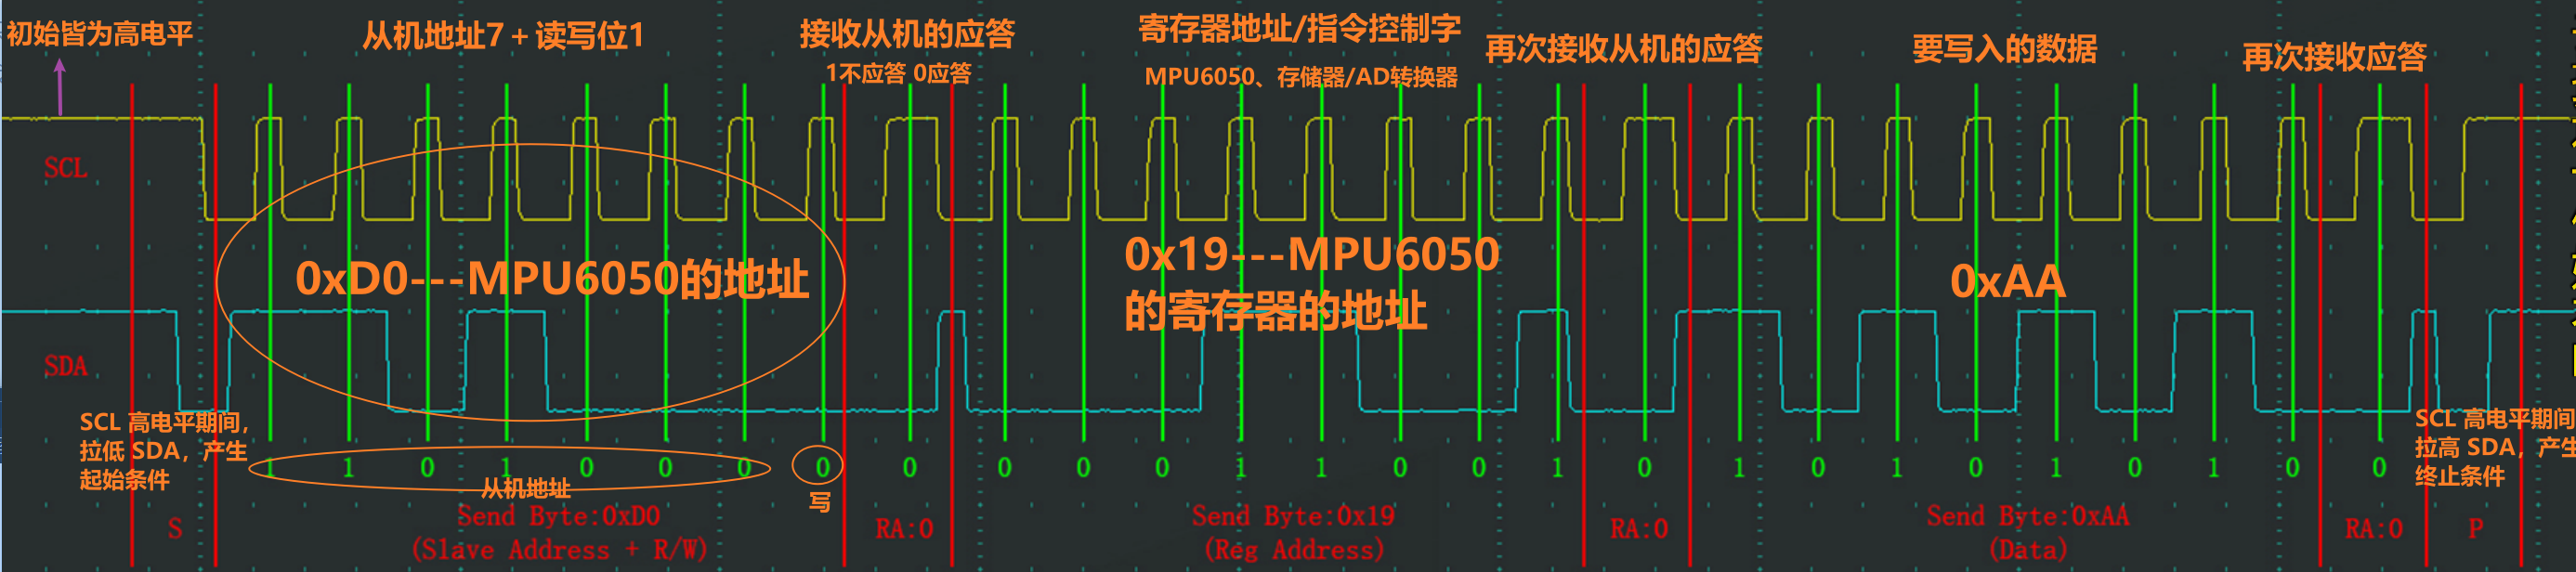 初始皆为高电平
从机地址7+读写位1
接收从机的应答
1不应答 0应答
寄存器地址/指令控制字
MPU6050、存储器/AD转换器
再次接收从机的应答
要写入的数据
再次接收应答
SCL
0xD0---MPU6050的地址
0x19---MPU6050
的寄存器的地址
0xAA
SDA
SCL 高电平期间，
拉低 SDA，产生
起始条件
SCL 高电平期间
拉高 SDA，产生
终止条件
1 1 0 1 0 0 0 0 0 0 0 0 1 1 0 0 1 0 1 0 1 0 1 0 1 0 0
从机地址
写
S
Send Byte:0xD0
(Slave Address + R/W)
RA:0
Send Byte:0x19
(Reg Address)
RA:0
Send Byte:0xAA
(Data)
RA:0
P